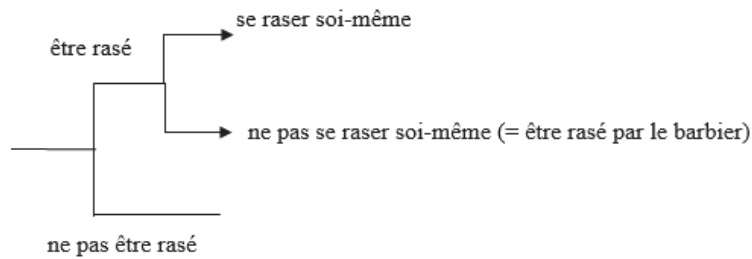 se raser soi-même
être rasé
ne pas se raser soi-même (= être rasé par le barbier)
ne pas être rasé